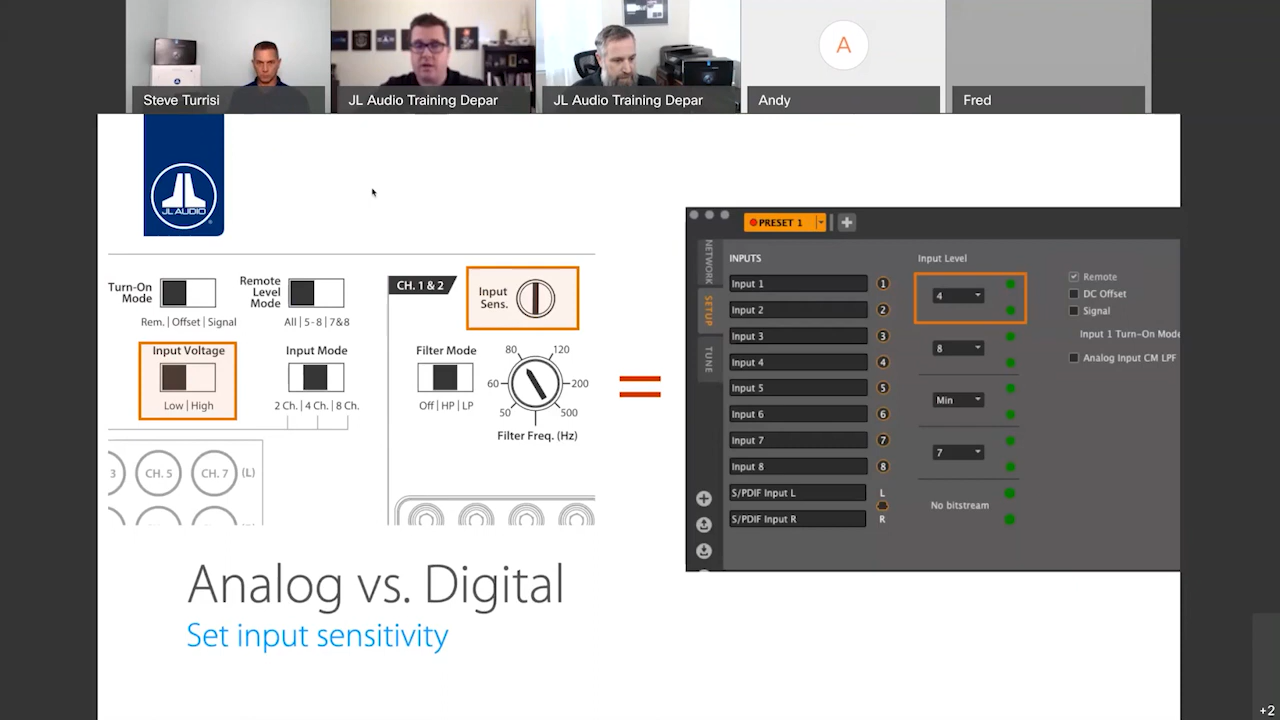 Steve Turrisi
JL Audio Training Depar
JL Audio Training Depar
A
Andy
Fred
JL AUDIO
Turn-On
Mode
Rem. | Offset | Signal
Remote
Level
Mode
All | 5-8 | 7&8
Input Voltage
Low | High
Input Mode
2 Ch. | 4 Ch. | 8 Ch.
3
CH. 5
CH. 7
(L)
CH. 1 & 2
Input
Sens.
Filter Mode
Off | HP | LP
80
120
60
200
50
500
Filter Freq. (Hz)
=
PRESET 1
NETWORK
SETUP
TUNE
INPUTS
Input Level
Input 1
1
Input 2
2
Input 3
3
Input 4
4
Input 5
5
Input 6
6
Input 7
7
Input 8
8
S/PDIF Input L
L
S/PDIF Input R
R
4
8
Min
7
No bitstream
Remote
DC Offset
Signal
Input 1 Turn-On Mode
Analog Input CM LPF
Analog vs. Digital
Set input sensitivity
+2